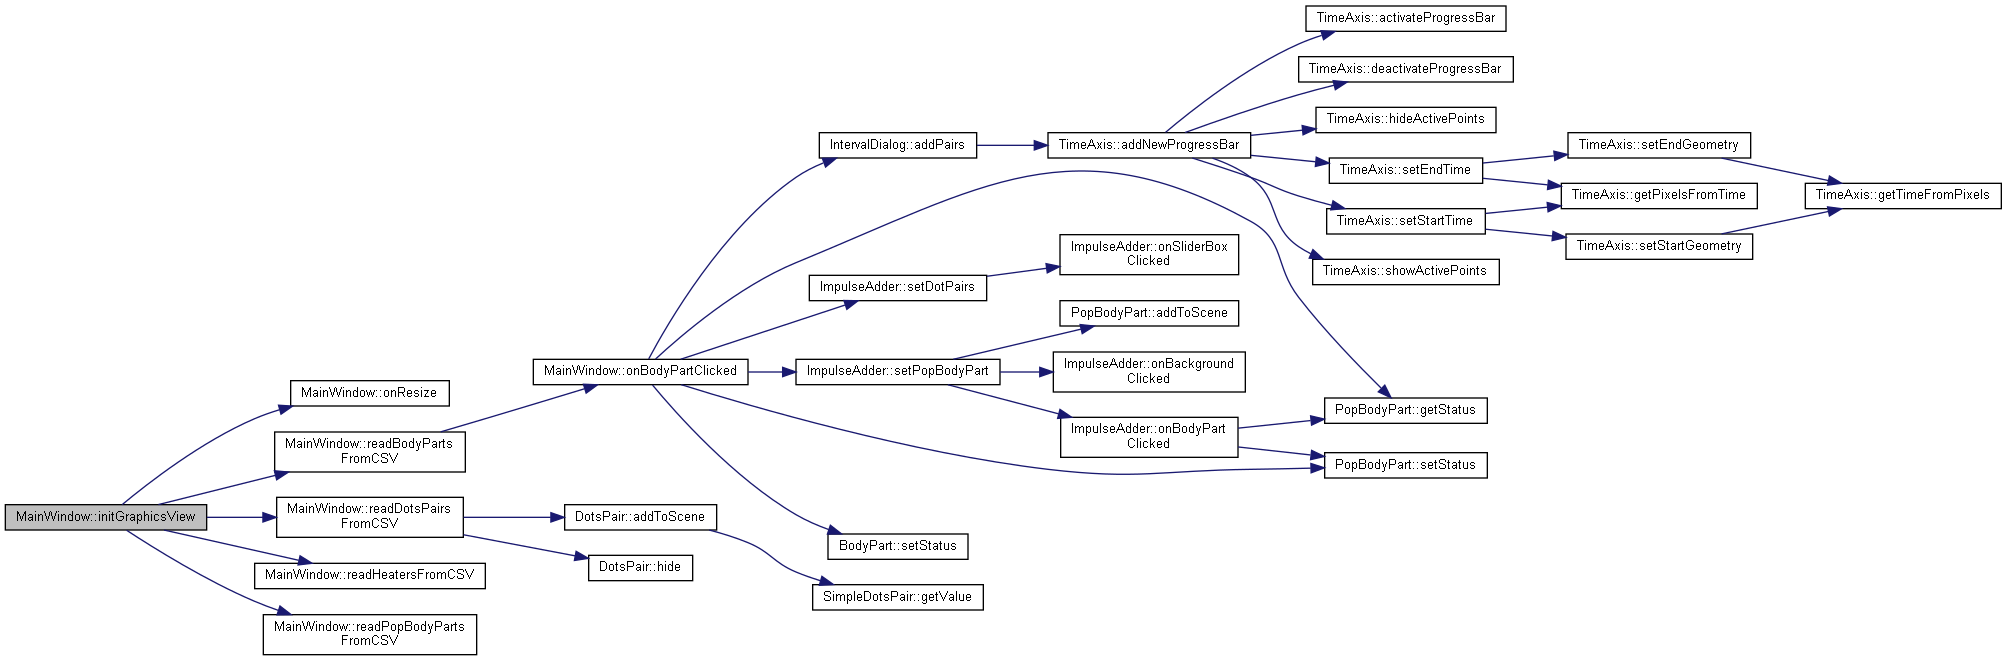 TimeAxis::activateProgressBar
TimeAxis::deactivateProgressBar
TimeAxis::hideActivePoints
IntervalDialog::addPairs
TimeAxis::addNewProgressBar
TimeAxis::setEndGeometry
TimeAxis::setEndTime
TimeAxis::getPixelsFromTime
TimeAxis::getTimeFromPixels
TimeAxis::setStartTime
TimeAxis::setStartGeometry
TimeAxis::showActivePoints
ImpulseAdder::onSliderBox
Clicked
ImpulseAdder::setDotPairs
PopBodyPart::addToScene
MainWindow::onBodyPartClicked
ImpulseAdder::setPopBodyPart
ImpulseAdder::onBackground
Clicked
MainWindow::onResize
PopBodyPart::getStatus
ImpulseAdder::onBodyPart
Clicked
MainWindow::readBodyParts
FromCSV
PopBodyPart::setStatus
MainWindow::initGraphicsView
MainWindow::readDotsPairs
FromCSV
DotsPair::addToScene
BodyPart::setStatus
DotsPair::hide
MainWindow::readHeatersFromCSV
SimpleDotsPair::getValue
MainWindow::readPopBodyParts
FromCSV